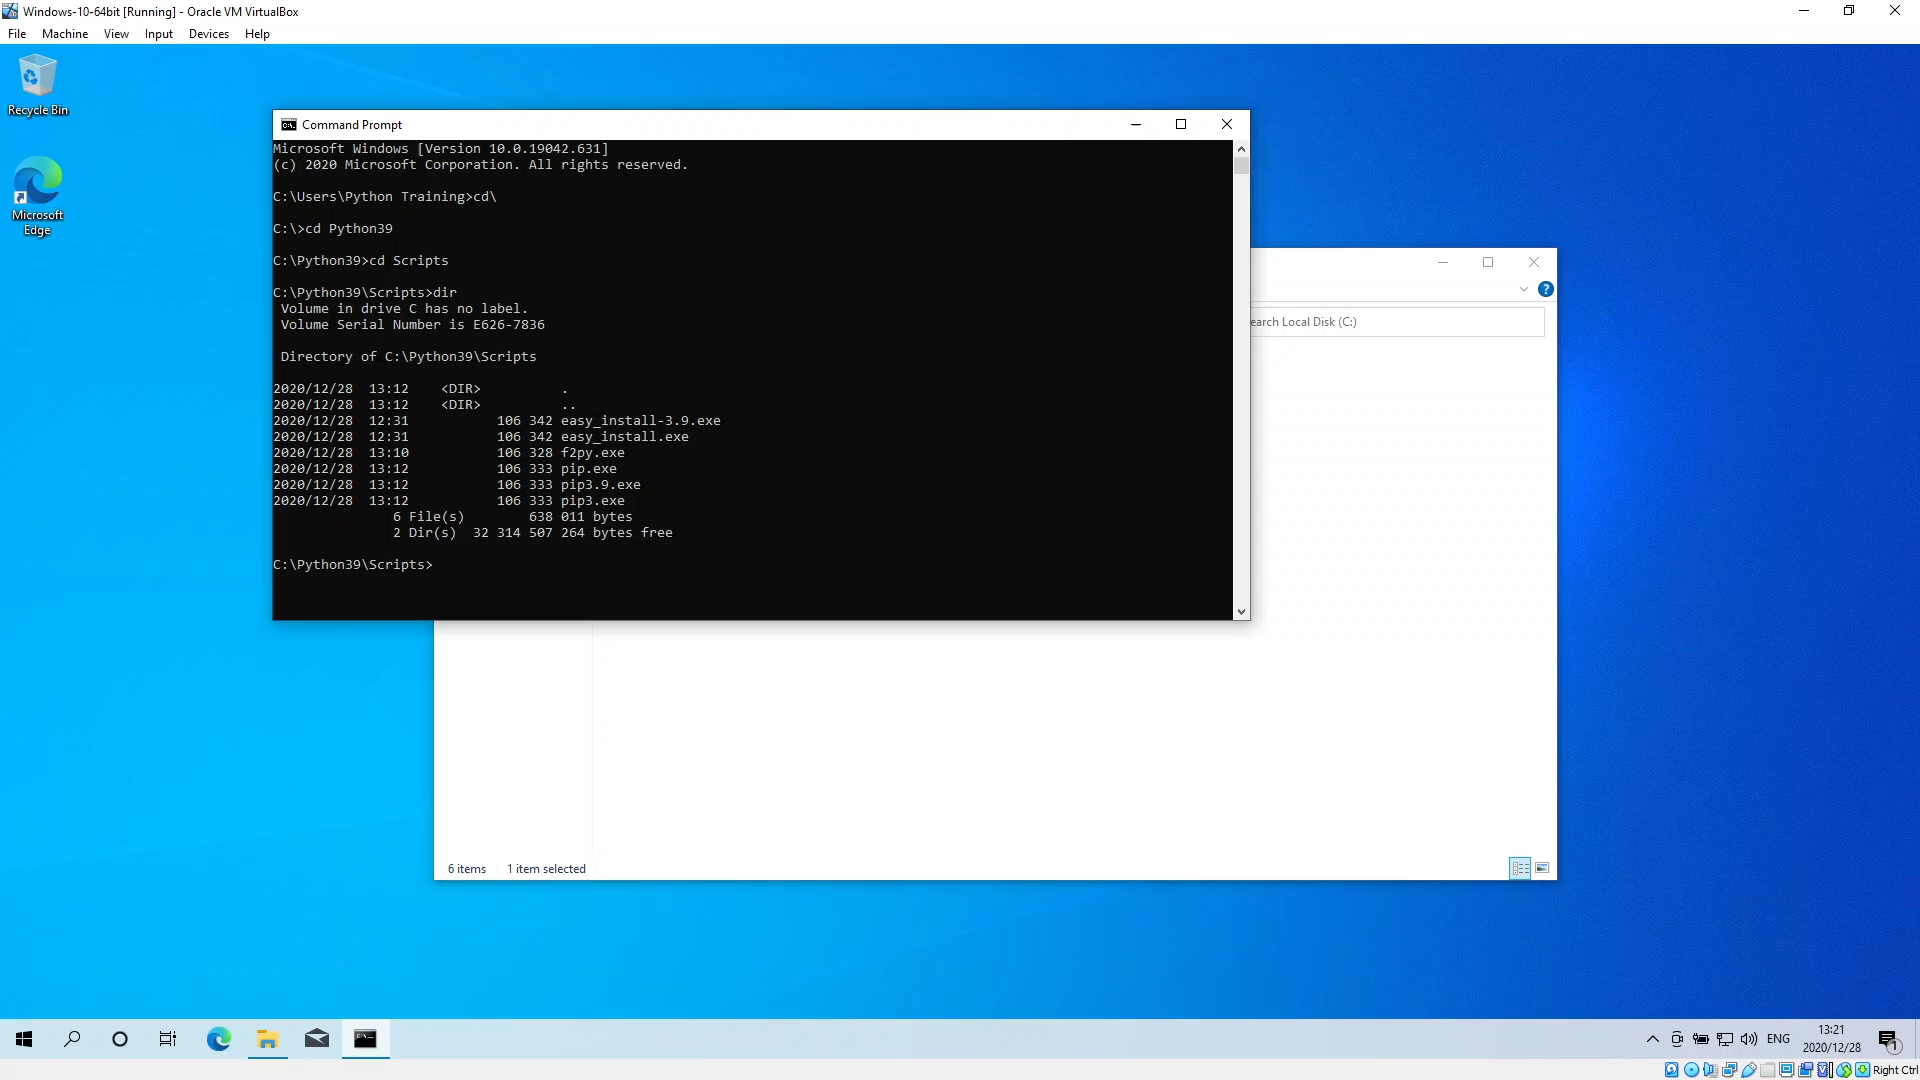 Windows-10-64bit [Running] - Oracle VM VirtualBox
File Machine View Input Devices Help
Recycle Bin
Microsoft
Edge
Command Prompt
Microsoft Windows [Version 10.0.19042.631]
(c) 2020 Microsoft Corporation. All rights reserved.
C:\Users\Python Training>cd\
C:\>cd Python39
C:\Python39>cd Scripts
C:\Python39\Scripts>dir
Volume in drive C has no label.
Volume Serial Number is E626-7836
Directory of C:\Python39\Scripts
2020/12/28 13:12 <DIR> .
2020/12/28 13:12 <DIR> ..
2020/12/28 12:31 106 342 easy_install-3.9.exe
2020/12/28 12:31 106 342 easy_install.exe
2020/12/28 13:10 106 328 f2py.exe
2020/12/28 13:12 106 333 pip.exe
2020/12/28 13:12 106 333 pip3.9.exe
2020/12/28 13:12 106 333 pip3.exe
6 File(s) 638 011 bytes
2 Dir(s) 32 314 507 264 bytes free
C:\Python39\Scripts>
earch Local Disk (C:)
6 items 1 item selected
ENG
13:21
2020/12/28
1
Right Ctrl